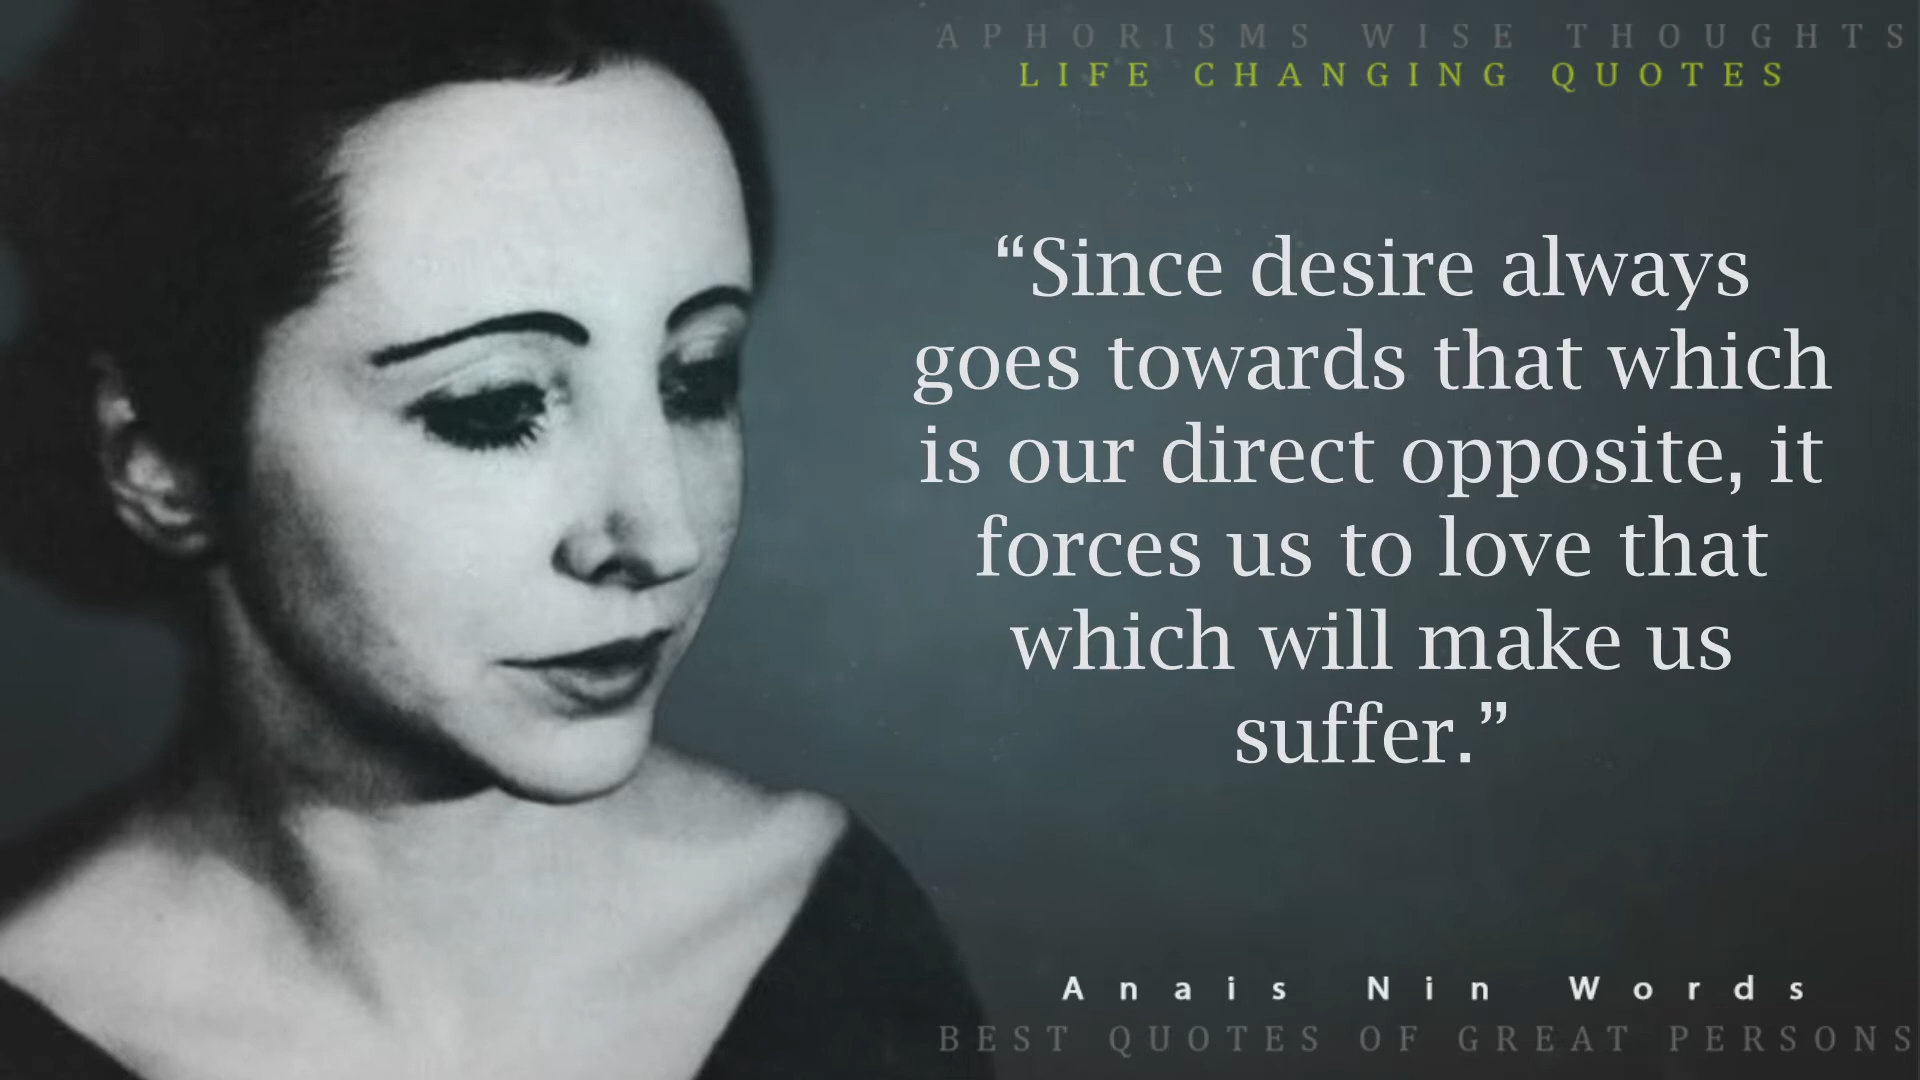 APHORISMS WISE THOUGHTS
LIFE CHANGING QUOTES
“Since desire always
goes towards that which
is our direct opposite, it
forces us to love that
which will make us
suffer.”
Anais Nin Words
BEST QUOTES OF GREAT PERSONS